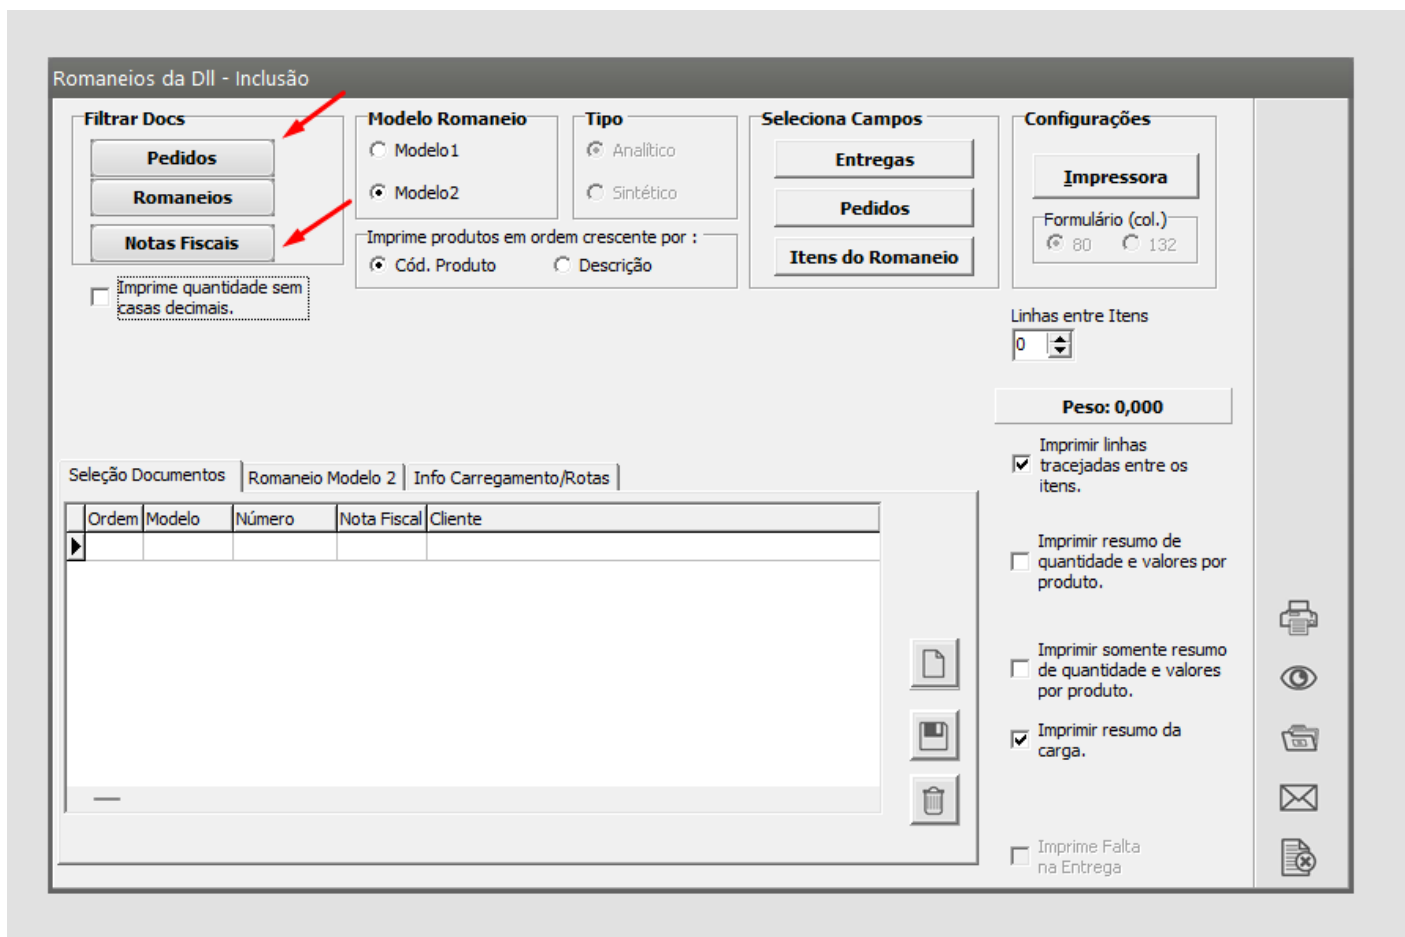 Romaneios da Dll - Inclusão
Filtrar Docs
Pedidos
Romaneios
Notas Fiscais
Imprime quantidade sem
casas decimais.
Modelo Romaneio
Modelo1
Modelo2
Tipo
Analítico
Sintético
Imprime produtos em ordem crescente por :
Cód. Produto
Descrição
Seleciona Campos
Entregas
Pedidos
Itens do Romaneio
Configurações
Impressora
Formulário (col.)
80
132
Linhas entre Itens
0
Peso: 0,000
Imprimir linhas
tracejadas entre os
itens.
Imprimir resumo de
quantidade e valores por
produto.
Imprimir somente resumo
de quantidade e valores
por produto.
Imprimir resumo da
carga.
Imprime Falta
na Entrega
Seleção Documentos
Romaneio Modelo 2
Info Carregamento/Rotas
Ordem Modelo Número Nota Fiscal Cliente